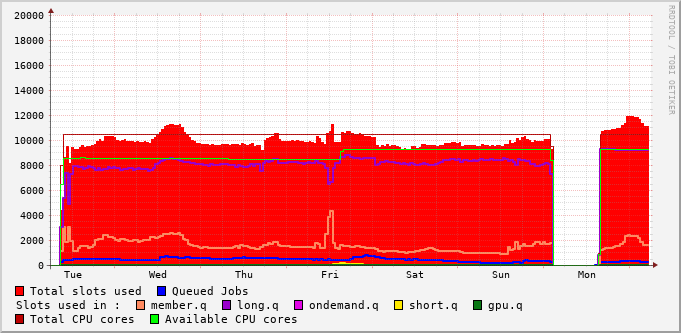 20000
18000
16000
14000
12000
10000
8000
6000
4000
2000
0
Tue Wed Thu Fri Sat Sun Mon
RRDTOOL / TOBI OETIKER
Total slots used Queued Jobs
Slots used in : member.q long.q ondemand.q short.q gpu.q
Total CPU cores Available CPU cores